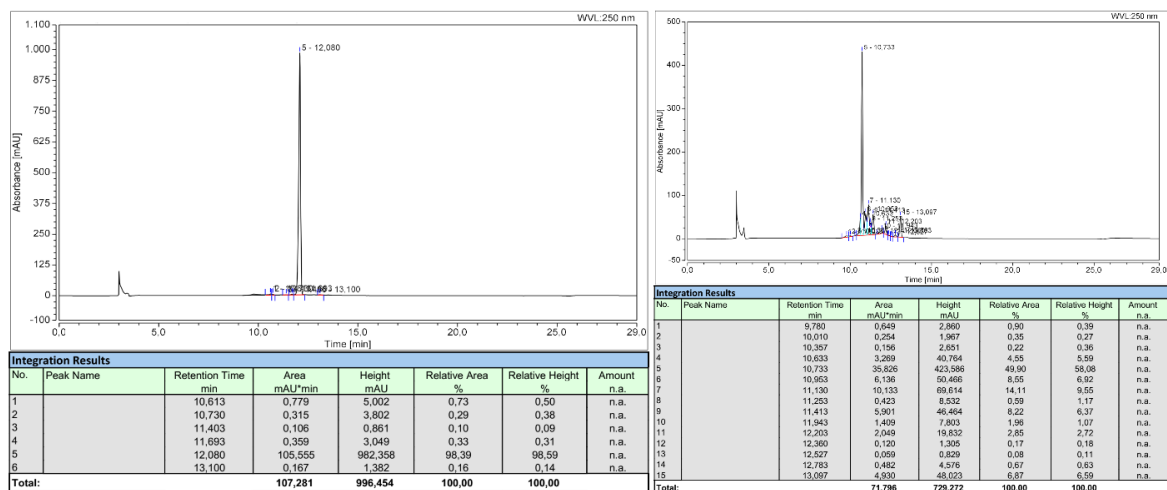 WVL:250 nm
1.100
1.000
875
750
625
500
375
250
125
0
-100
Absorbance [mAU]
5 - 12,080
13,100
0,0 5,0 10,0 15,0 20,0 25,0 29,0
Time [min]
Integration Results
No. Peak Name Retention Time Area Height Relative Area Relative Height Amount
min mAU*min mAU % % n.a.
1 10,613 0,779 5,002 0,73 0,50 n.a.
2 10,730 0,315 3,802 0,29 0,38 n.a.
3 11,403 0,106 0,861 0,10 0,09 n.a.
4 11,693 0,359 3,049 0,33 0,31 n.a.
5 12,080 105,555 982,358 98,39 98,59 n.a.
6 13,100 0,167 1,382 0,16 0,14 n.a.
Total: 107,281 996,454 100,00 100,00
WVL:250 nm
500
400
300
200
100
0
-50
Absorbance [mAU]
5 - 10,733
7 - 11,130
15 - 13,097
0,0 5,0 10,0 15,0 20,0 25,0 29,0
Time [min]
Integration Results
No. Peak Name Retention Time Area Height Relative Area Relative Height Amount
min mAU*min mAU % % n.a.
1 9,780 0,649 2,860 0,90 0,39 n.a.
2 10,010 0,254 1,967 0,35 0,27 n.a.
3 10,357 0,156 2,651 0,22 0,36 n.a.
4 10,633 3,269 40,764 4,55 5,59 n.a.
5 10,733 35,826 423,586 49,90 58,08 n.a.
6 10,953 6,136 50,466 8,55 6,92 n.a.
7 11,130 10,133 69,614 14,11 9,55 n.a.
8 11,253 0,423 8,532 0,59 1,17 n.a.
9 11,413 5,901 46,464 8,22 6,37 n.a.
10 11,943 1,409 7,803 1,96 1,07 n.a.
11 12,203 2,049 19,832 2,85 2,72 n.a.
12 12,360 0,120 1,305 0,17 0,18 n.a.
13 12,527 0,059 0,829 0,08 0,11 n.a.
14 12,783 0,482 4,576 0,67 0,63 n.a.
15 13,097 4,930 48,023 6,87 6,59 n.a.
Total: 71,796 729,272 100,00 100,00